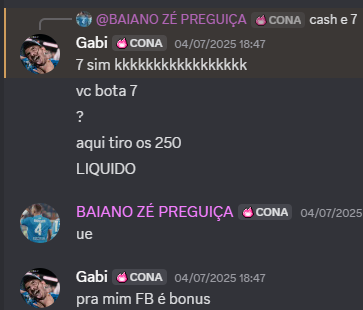 @BAIANO ZÉ PREGUIÇA CONA cash e 7
Gabi CONA 04/07/2025 18:47
7 sim kkkkkkkkkkkkkkkkk
vc bota 7
?
aqui tiro os 250
LIQUIDO
BAIANO ZÉ PREGUIÇA CONA 04/07/2025
ue
Gabi CONA 04/07/2025 18:47
pra mim FB é bonus